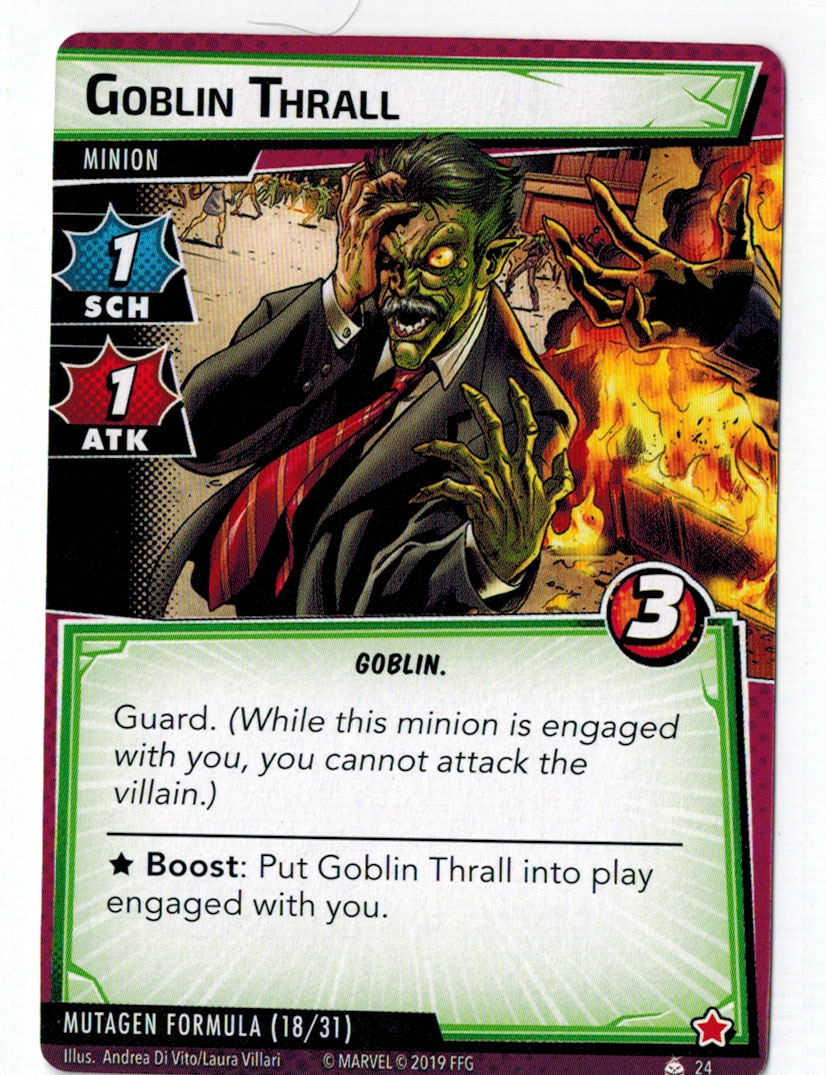 GOBLIN THRALL
MINION
1
SCH
1
ATK
3
GOBLIN.
Guard. (While this minion is engaged
with you, you cannot attack the
villain.)
★ Boost: Put Goblin Thrall into play
engaged with you.
MUTAGEN FORMULA (18/31)
Illus. Andrea Di Vito/Laura Villari © MARVEL © 2019 FFG 24